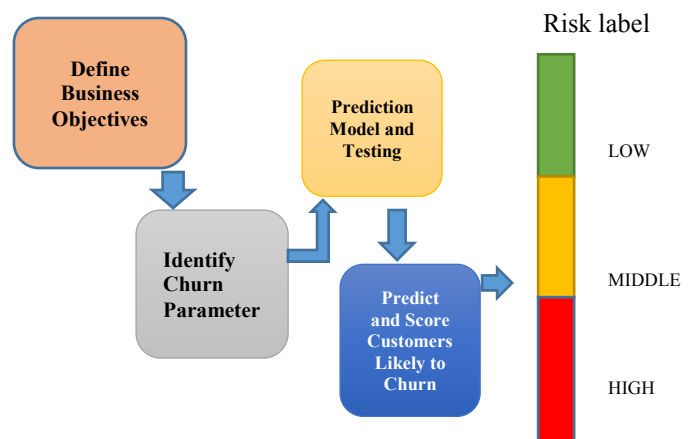 Risk label
Define
Business
Objectives
Prediction
Model and
Testing
Identify
Churn
Parameter
Predict
and Score
Customers
Likely to
Churn
LOW
MIDDLE
HIGH